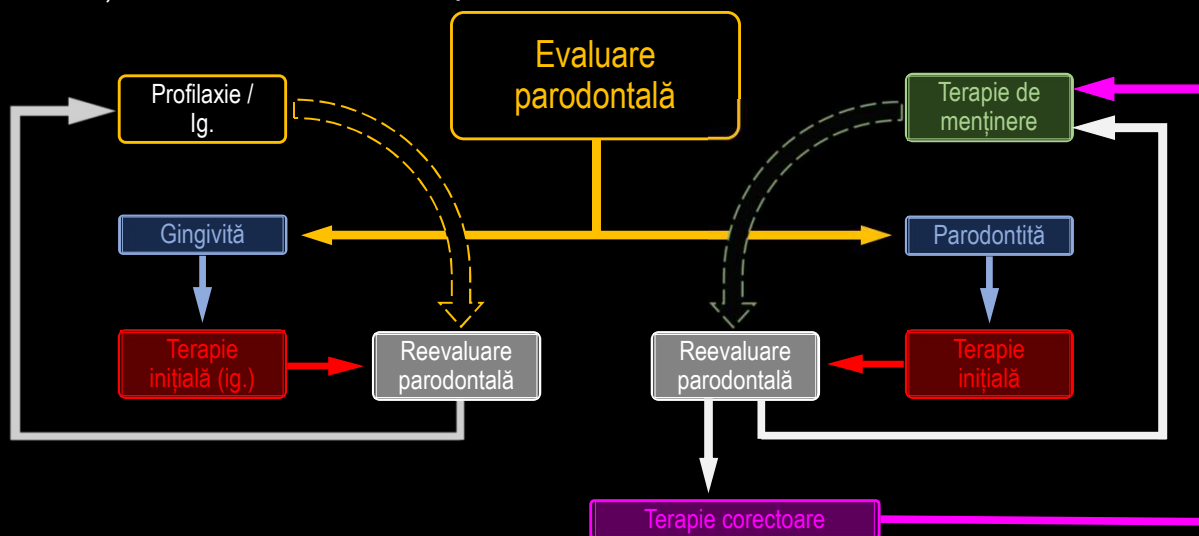 Evaluare
parodontală
Profilaxie /
Ig.
Terapie de
menținere
Gingivită
Parodontită
Terapie
inițială (ig.)
Reevaluare
parodontală
Reevaluare
parodontală
Terapie
inițială
Terapie corectoare